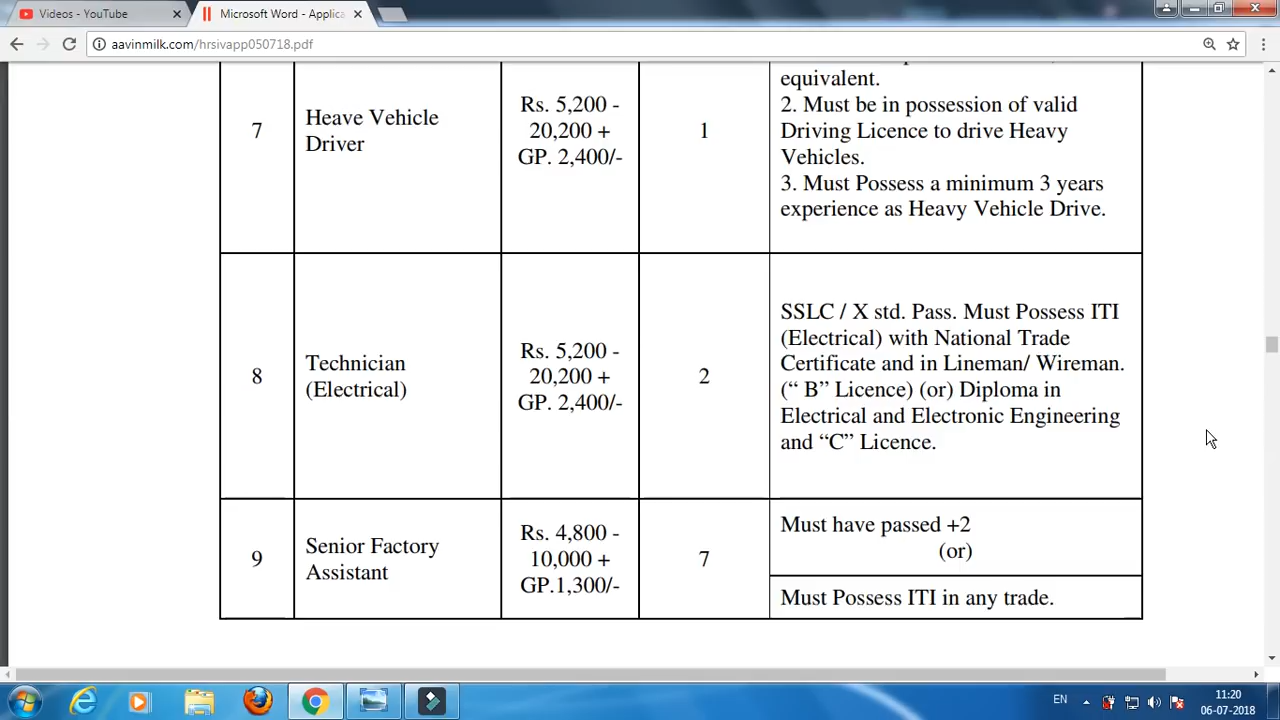 Videos - YouTube
Microsoft Word - Applica
aavinmilk.com/hrsivapp050718.pdf
equivalent.
2. Must be in possession of valid
Driving Licence to drive Heavy
Vehicles.
3. Must Possess a minimum 3 years
experience as Heavy Vehicle Drive.
7
Heave Vehicle
Driver
Rs. 5,200 -
20,200 +
GP. 2,400/-
1
8
Technician
(Electrical)
Rs. 5,200 -
20,200 +
GP. 2,400/-
2
SSLC / X std. Pass. Must Possess ITI
(Electrical) with National Trade
Certificate and in Lineman/ Wireman.
(“ B” Licence) (or) Diploma in
Electrical and Electronic Engineering
and “C” Licence.
9
Senior Factory
Assistant
Rs. 4,800 -
10,000 +
GP.1,300/-
7
Must have passed +2
(or)
Must Possess ITI in any trade.
EN
11:20
06-07-2018